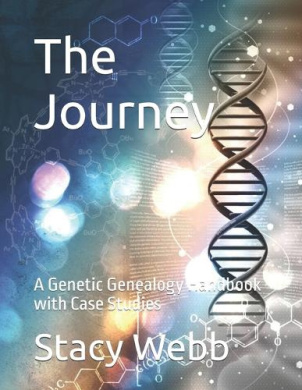 The
Journey
A Genetic Genealogy Handbook
with Case Studies
Stacy Webb